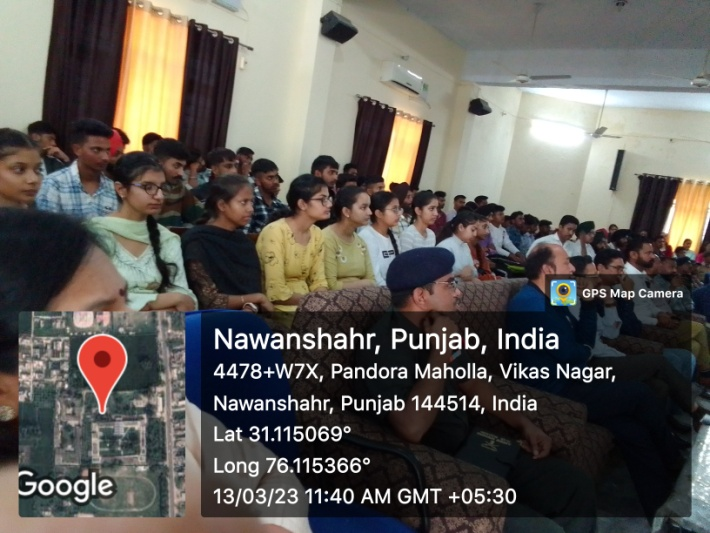 GPS Map Camera
Nawanshahr, Punjab, India
4478+W7X, Pandora Maholla, Vikas Nagar,
Nawanshahr, Punjab 144514, India
Lat 31.115069°
Long 76.115366°
13/03/23 11:40 AM GMT +05:30
Google